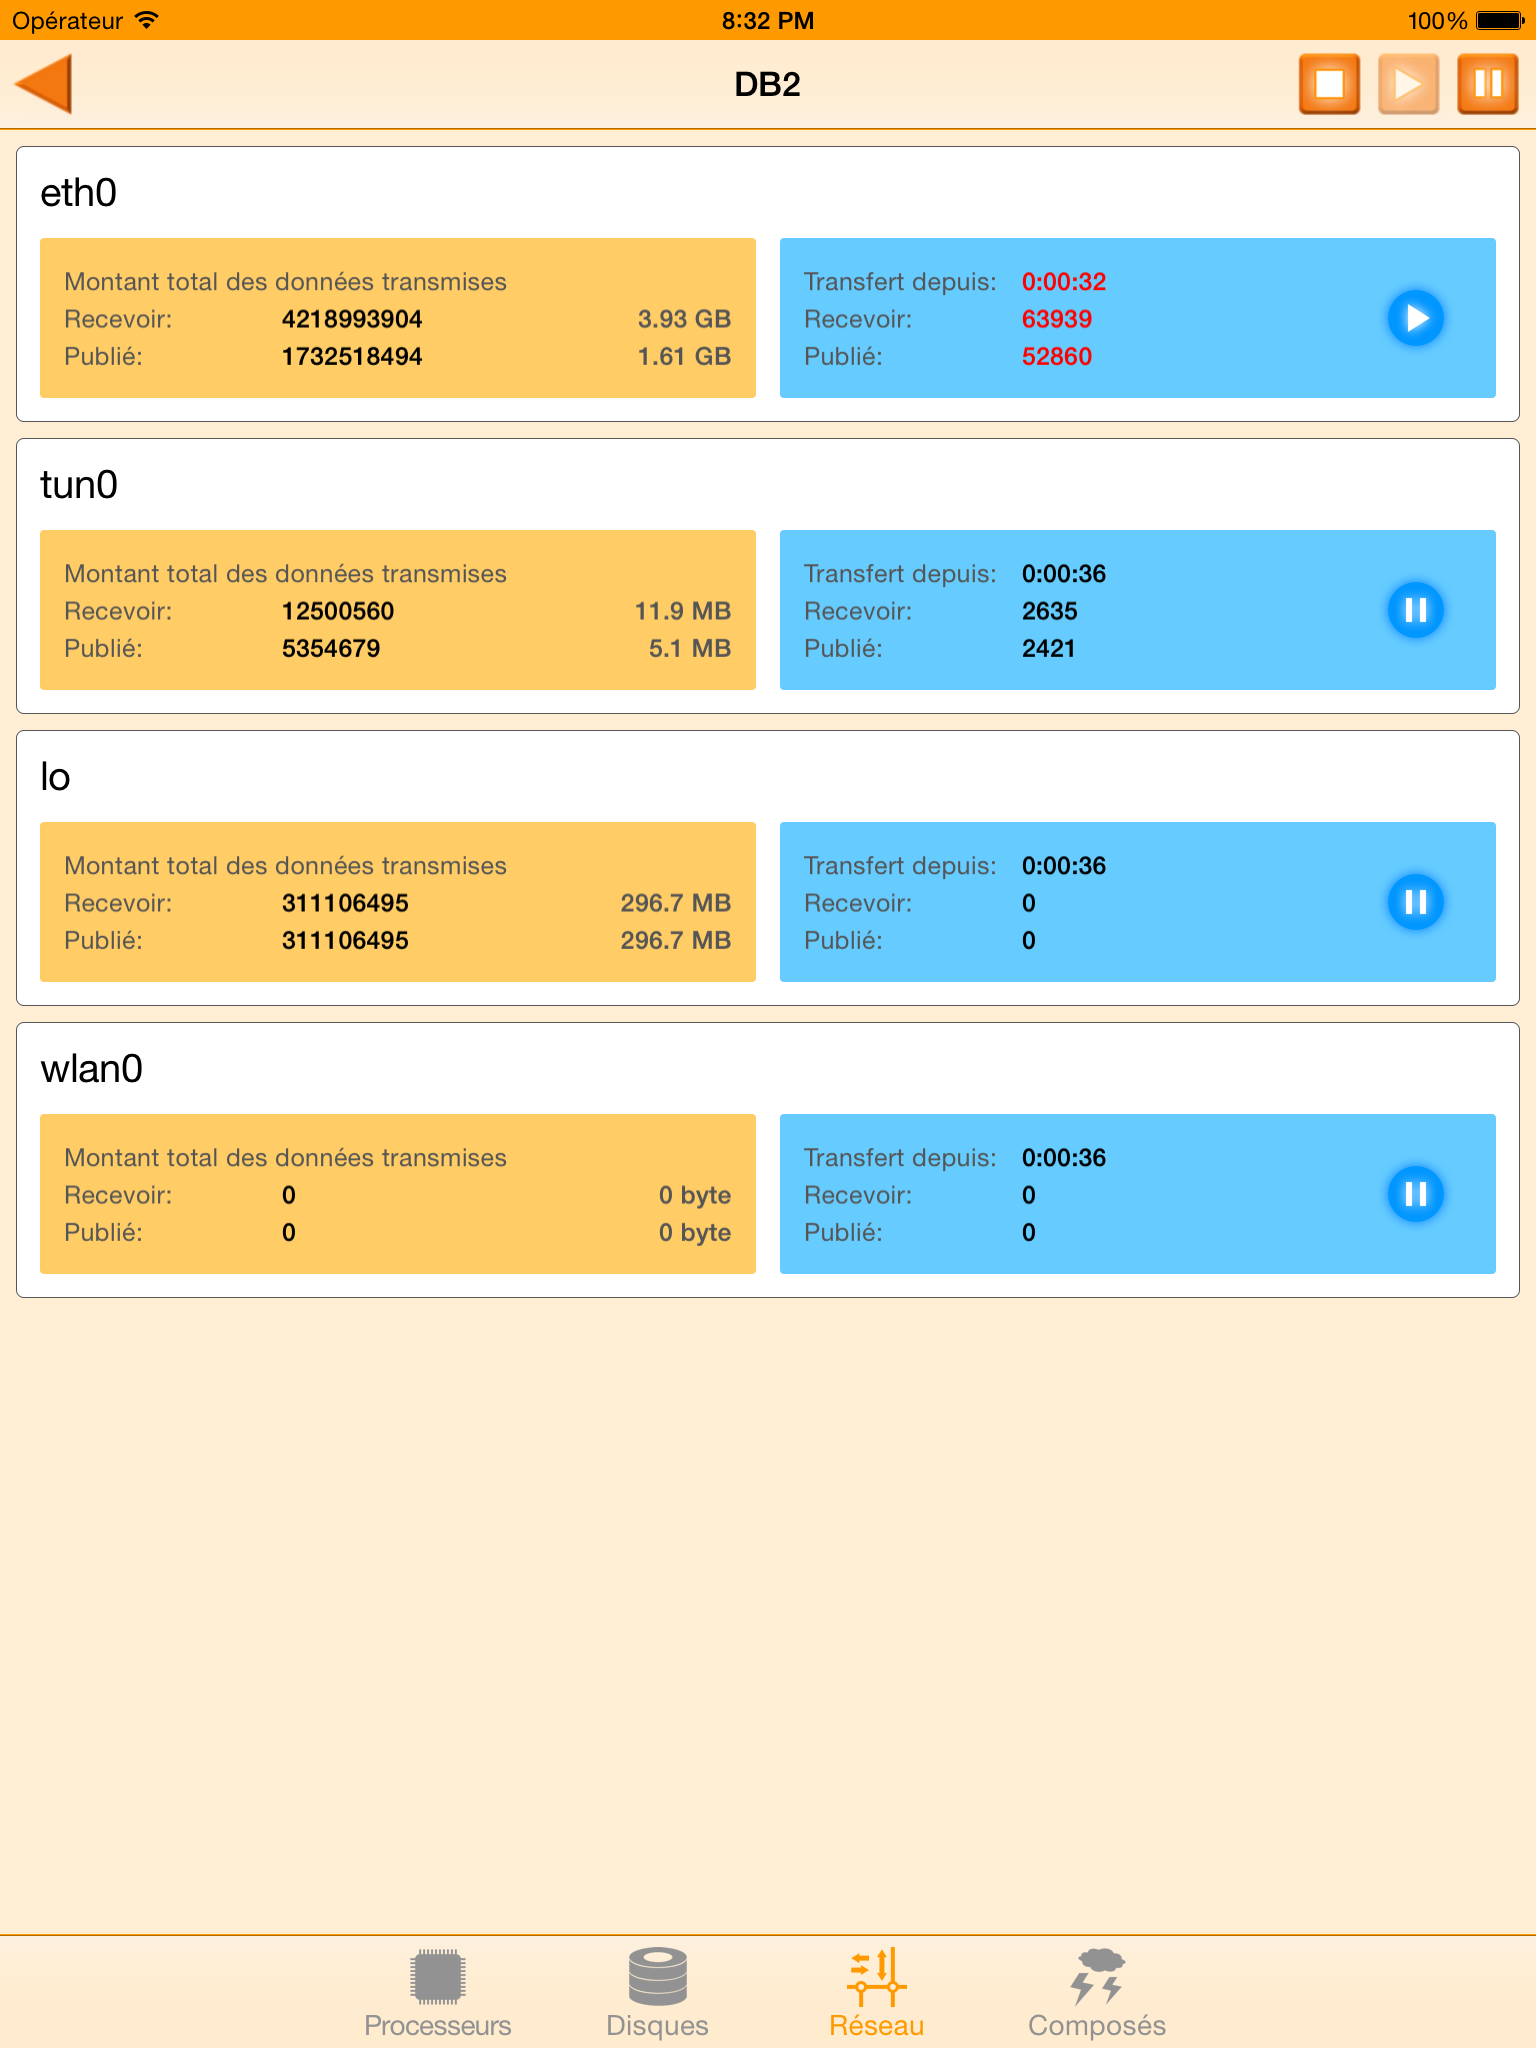 Opérateur 8:32 PM 100%
DB2
eth0
Montant total des données transmises
Recevoir: 4218993904 3.93 GB
Publié: 1732518494 1.61 GB
Transfert depuis: 0:00:32
Recevoir: 63939
Publié: 52860
tun0
Montant total des données transmises
Recevoir: 12500560 11.9 MB
Publié: 5354679 5.1 MB
Transfert depuis: 0:00:36
Recevoir: 2635
Publié: 2421
lo
Montant total des données transmises
Recevoir: 311106495 296.7 MB
Publié: 311106495 296.7 MB
Transfert depuis: 0:00:36
Recevoir: 0
Publié: 0
wlan0
Montant total des données transmises
Recevoir: 0 0 byte
Publié: 0 0 byte
Transfert depuis: 0:00:36
Recevoir: 0
Publié: 0
Processeurs Disques Réseau Composés